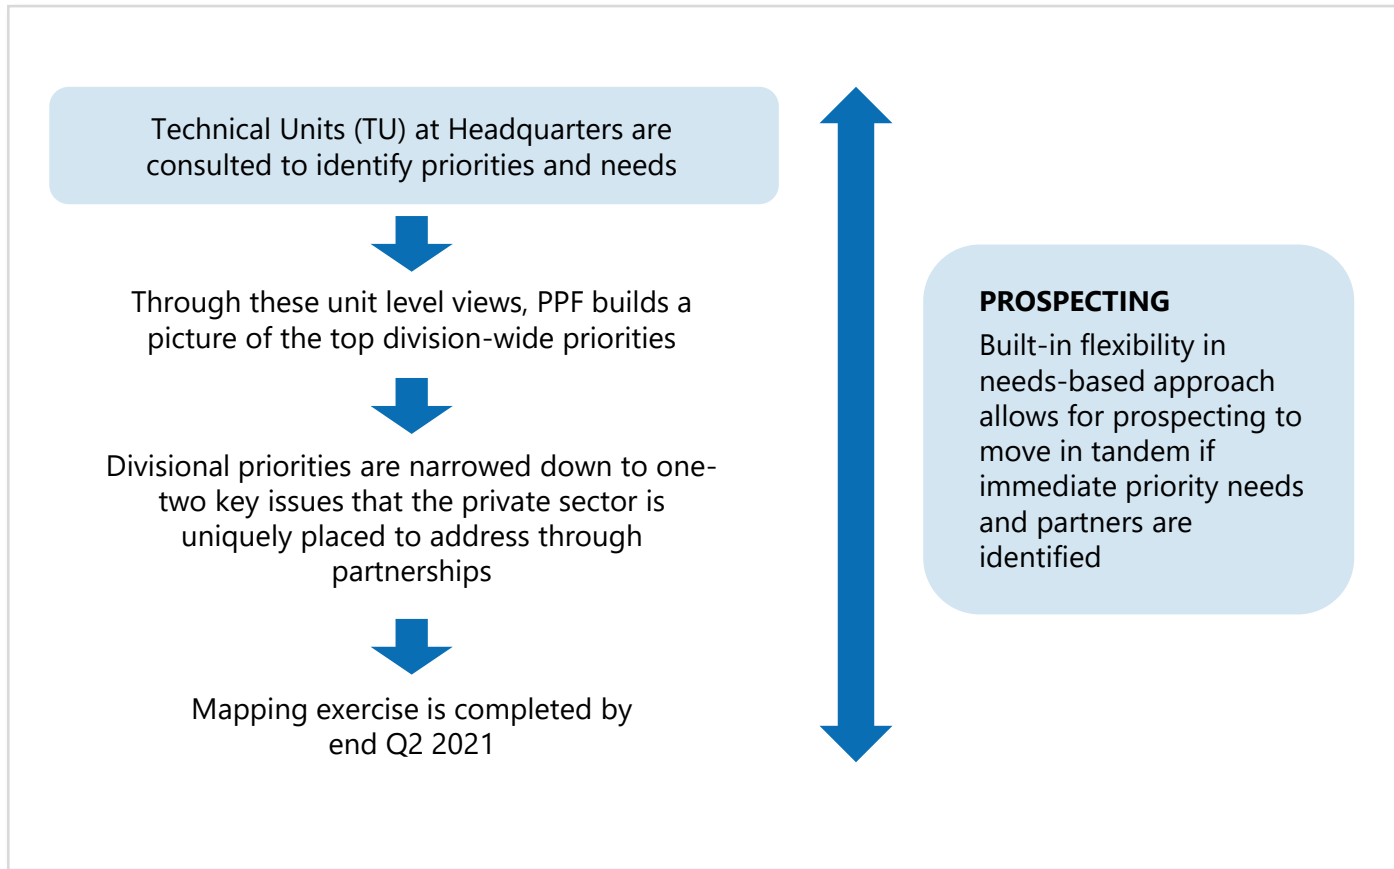 Technical Units (TU) at Headquarters are
consulted to identify priorities and needs
Through these unit level views, PPF builds a
picture of the top division-wide priorities
Divisional priorities are narrowed down to one-
two key issues that the private sector is
uniquely placed to address through
partnerships
Mapping exercise is completed by
end Q2 2021
PROSPECTING
Built-in flexibility in
needs-based approach
allows for prospecting to
move in tandem if
immediate priority needs
and partners are
identified